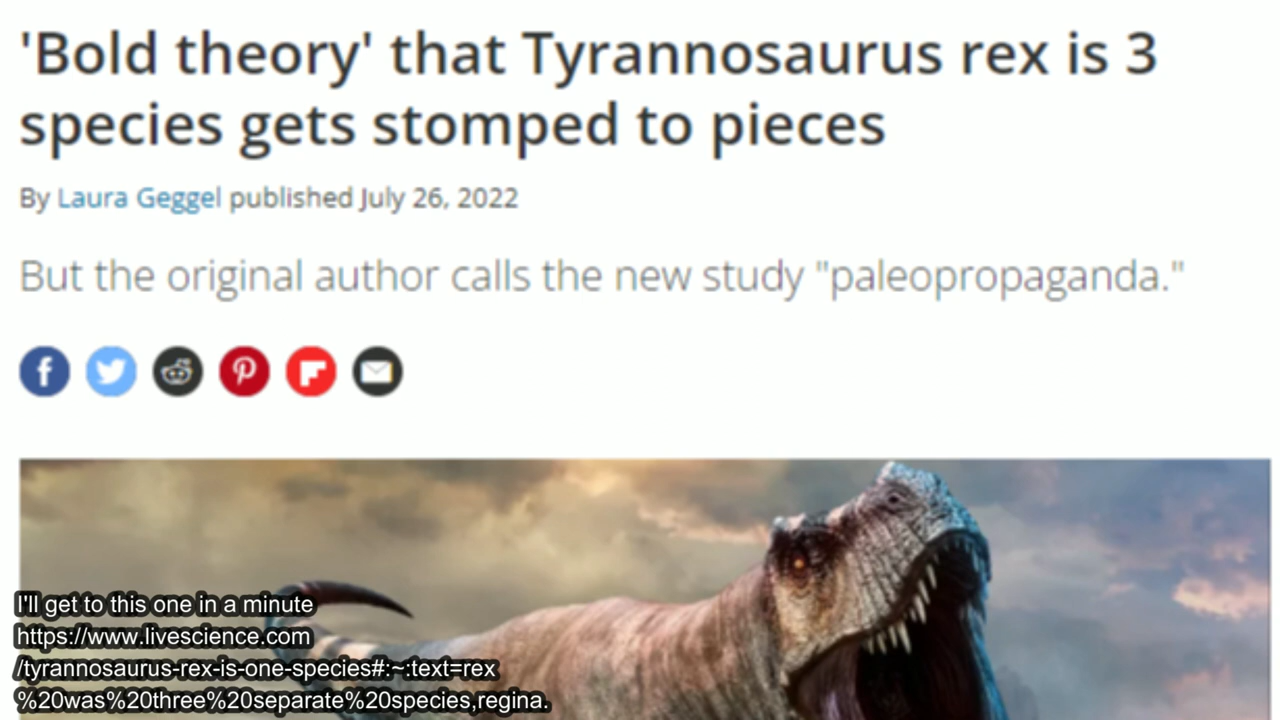 'Bold theory' that Tyrannosaurus rex is 3
species gets stomped to pieces
By Laura Geggel published July 26, 2022
But the original author calls the new study "paleopropaganda."
I'll get to this one in a minute
https://www.livescience.com
/tyrannosaurus-rex-is-one-species#:~:text=rex
%20was%20three%20separate%20species,regina.